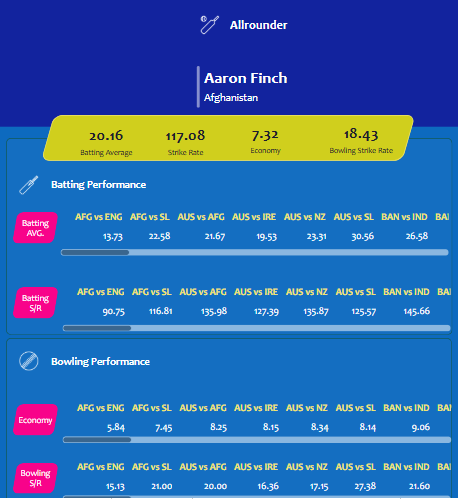 Allrounder
Aaron Finch
Afghanistan
20.16 117.08 7.32 18.43
Batting Average Strike Rate Economy Bowling Strike Rate
Batting Performance
Batting AVG.
AFG vs ENG AFG vs SL AUS vs AFG AUS vs IRE AUS vs NZ AUS vs SL BAN vs IND BAI
13.73 22.58 21.67 19.53 23.31 30.56 26.58
Batting S/R
AFG vs ENG AFG vs SL AUS vs AFG AUS vs IRE AUS vs NZ AUS vs SL BAN vs IND BAN
90.75 116.81 135.98 127.39 135.87 125.57 145.66
Bowling Performance
Economy
AFG vs ENG AFG vs SL AUS vs AFG AUS vs IRE AUS vs NZ AUS vs SL BAN vs IND BAN
5.84 7.45 8.25 8.15 8.34 8.14 9.06
Bowling S/R
AFG vs ENG AFG vs SL AUS vs AFG AUS vs IRE AUS vs NZ AUS vs SL BAN vs IND BAN
15.13 21.00 20.00 16.36 17.15 27.38 21.60